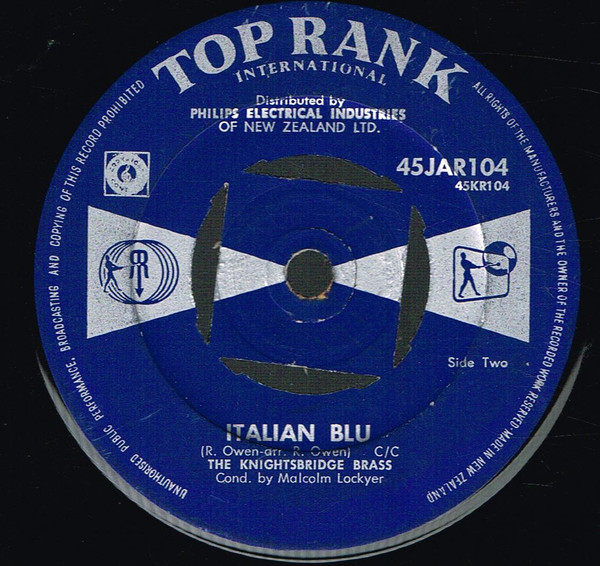 TOP RANK
INTERNATIONAL
Distributed by
PHILIPS ELECTRICAL INDUSTRIES
OF NEW ZEALAND LTD.
45JAR104
45KR104
Side Two
ITALIAN BLU
(R. Owen-arr. R. Owen) C/C
THE KNIGHTSBRIDGE BRASS
Cond. by Malcolm Lockyer
UNAUTHORISED PUBLIC PERFORMANCE, BROADCASTING AND COPYING OF THIS RECORD PROHIBITED
ALL RIGHTS OF THE MANUFACTURERS AND THE OWNER OF THE RECORDED WORK RESERVED-MADE IN NEW ZEALAND